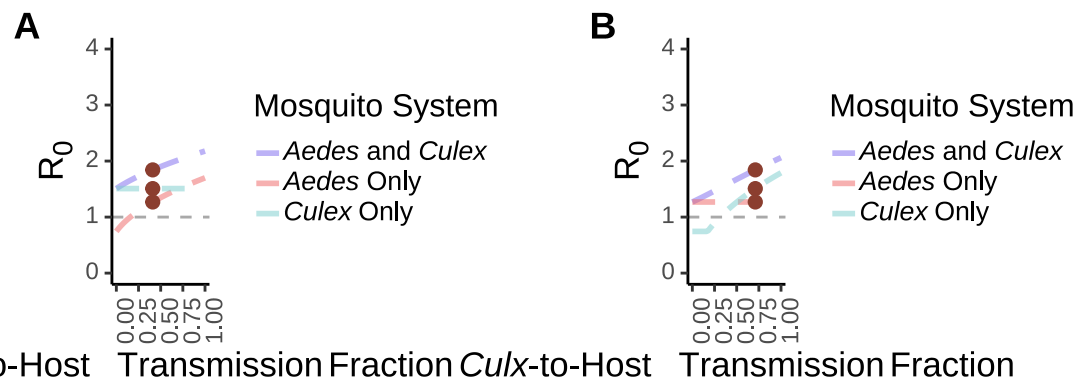 A
B
4
3
2
1
0
R0
0.00
0.25
0.50
0.75
1.00
Mosquito System
Aedes and Culex
Aedes Only
Culex Only
4
3
2
1
0
R0
0.00
0.25
0.50
0.75
1.00
Mosquito System
Aedes and Culex
Aedes Only
Culex Only
o-Host Transmission Fraction Culx-to-Host Transmission Fraction